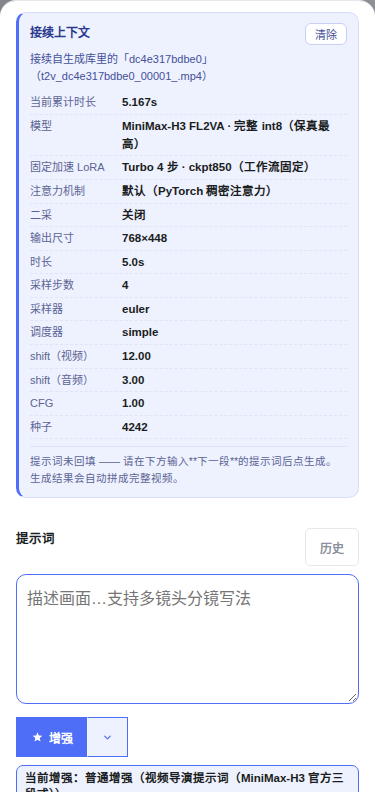 接续上下文
清除
接续自生成库里的「dc4e317dbe0」
（t2v_dc4e317bdbe0_00001_.mp4）
当前累计时长 5.167s
模型 MiniMax-H3 FL2VA · 完整 int8（保真最
高）
固定加速 LoRA Turbo 4 步 · ckpt850（工作流固定）
注意力机制 默认（PyTorch 稠密注意力）
二采 关闭
输出尺寸 768×448
时长 5.0s
采样步数 4
采样器 euler
调度器 simple
shift（视频） 12.00
shift（音频） 3.00
CFG 1.00
种子 4242
提示词未回填 —— 请在下方输入**下一段**的提示词后点生成。
生成结果会自动拼成完整视频。
提示词
历史
描述画面…支持多镜头分镜写法
★ 增强
当前增强：普通增强（视频导演提示词（MiniMax-H3 官方三
段式））